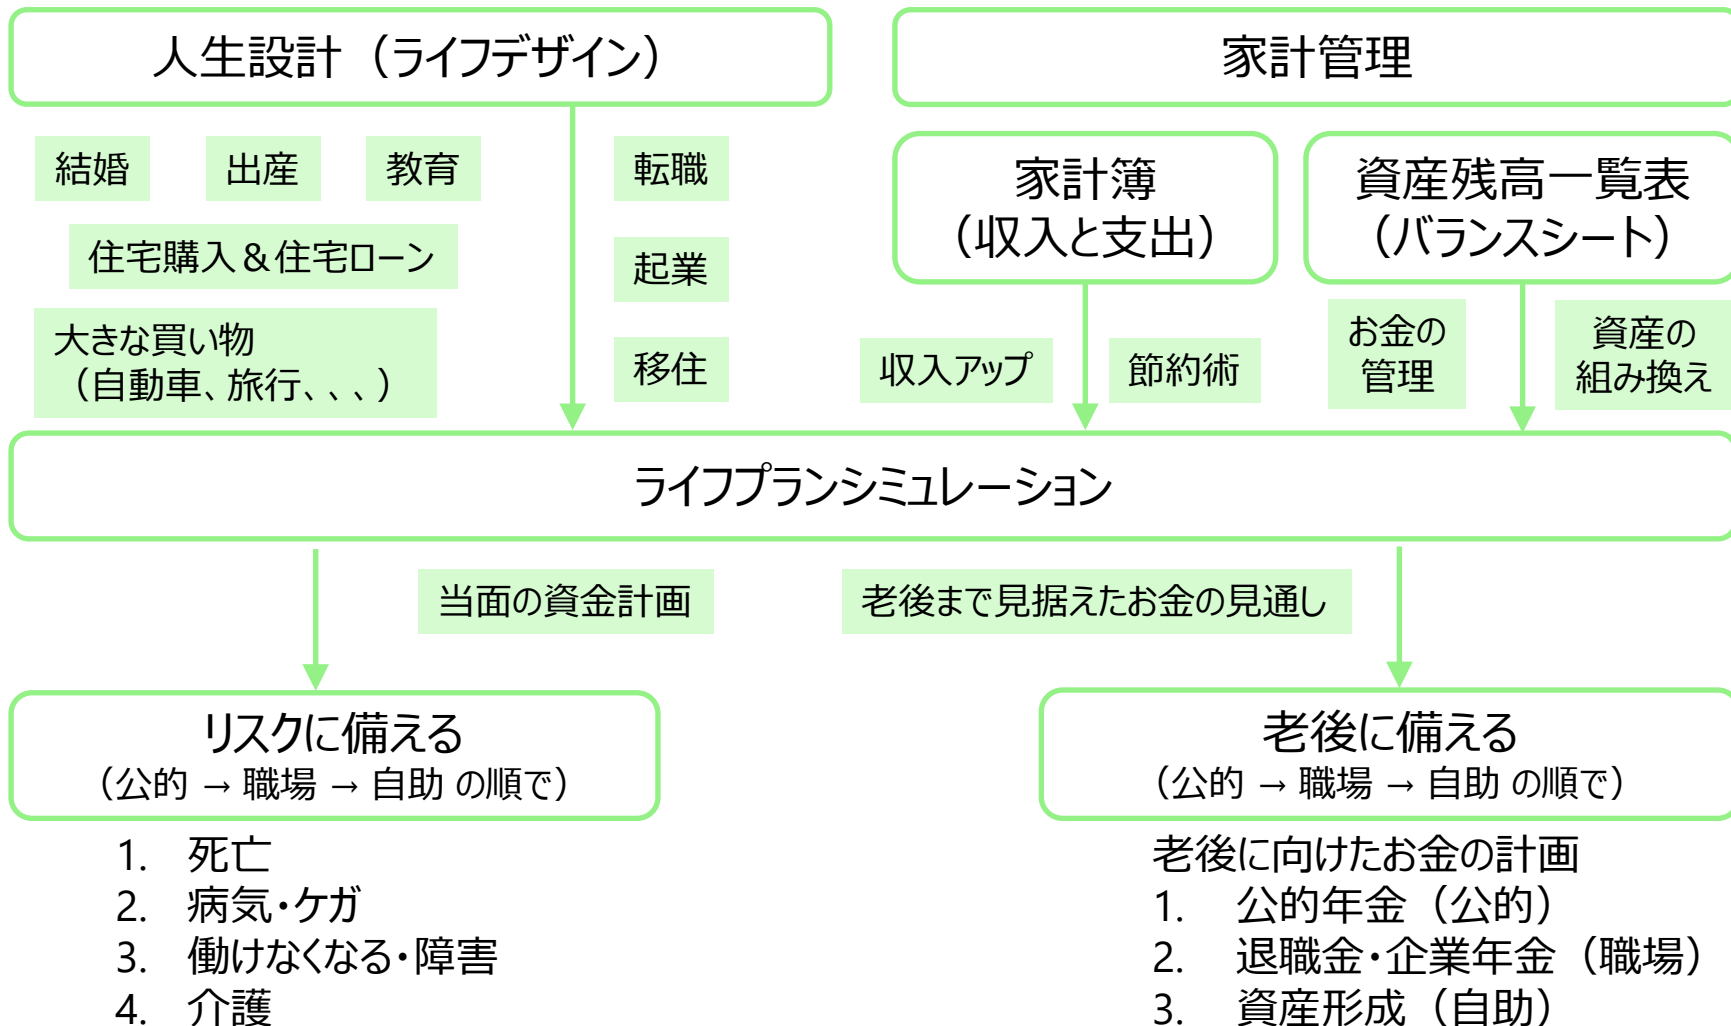 人生設計（ライフデザイン）
家計管理
結婚
出産
教育
転職
住宅購入＆住宅ローン
起業
大きな買い物
（自動車、旅行、、、）
移住
家計簿
（収入と支出）
資産残高一覧表
（バランスシート）
収入アップ
節約術
お金の
管理
資産の
組み換え
ライフプランシミュレーション
当面の資金計画
老後まで見据えたお金の見通し
リスクに備える
（公的 → 職場 → 自助 の順で）
1. 死亡
2. 病気・ケガ
3. 働けなくなる・障害
4. 介護
老後に備える
（公的 → 職場 → 自助 の順で）
老後に向けたお金の計画
1. 公的年金（公的）
2. 退職金・企業年金（職場）
3. 資産形成（自助）